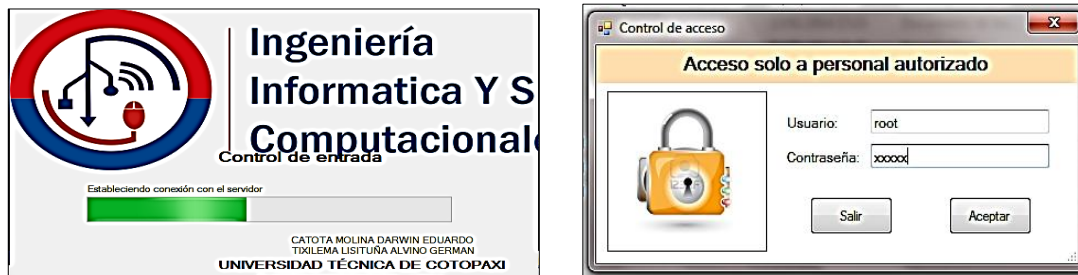 Ingeniería
Informatica Y S
Computacional
Control de entrada
Estableciendo conexión con el servidor
CATOTA MOLINA DARWIN EDUARDO
TIXILEMA LISITUÑA ALVINO GERMAN
UNIVERSIDAD TÉCNICA DE COTOPAXI
Control de acceso
Acceso solo a personal autorizado
Usuario: root
Contraseña: xxxxx
Salir Aceptar